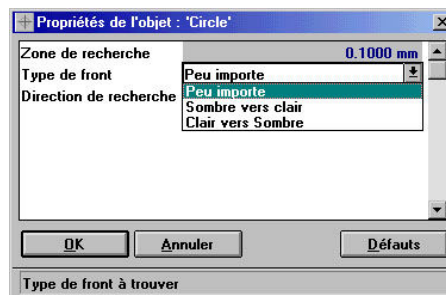 Propriétés de l'objet : 'Circle'
Zone de recherche 0.1000 mm
Type de front Peu importe
Direction de recherche Peu importe
Sombre vers clair
Clair vers Sombre
OK Annuler Défauts
Type de front à trouver